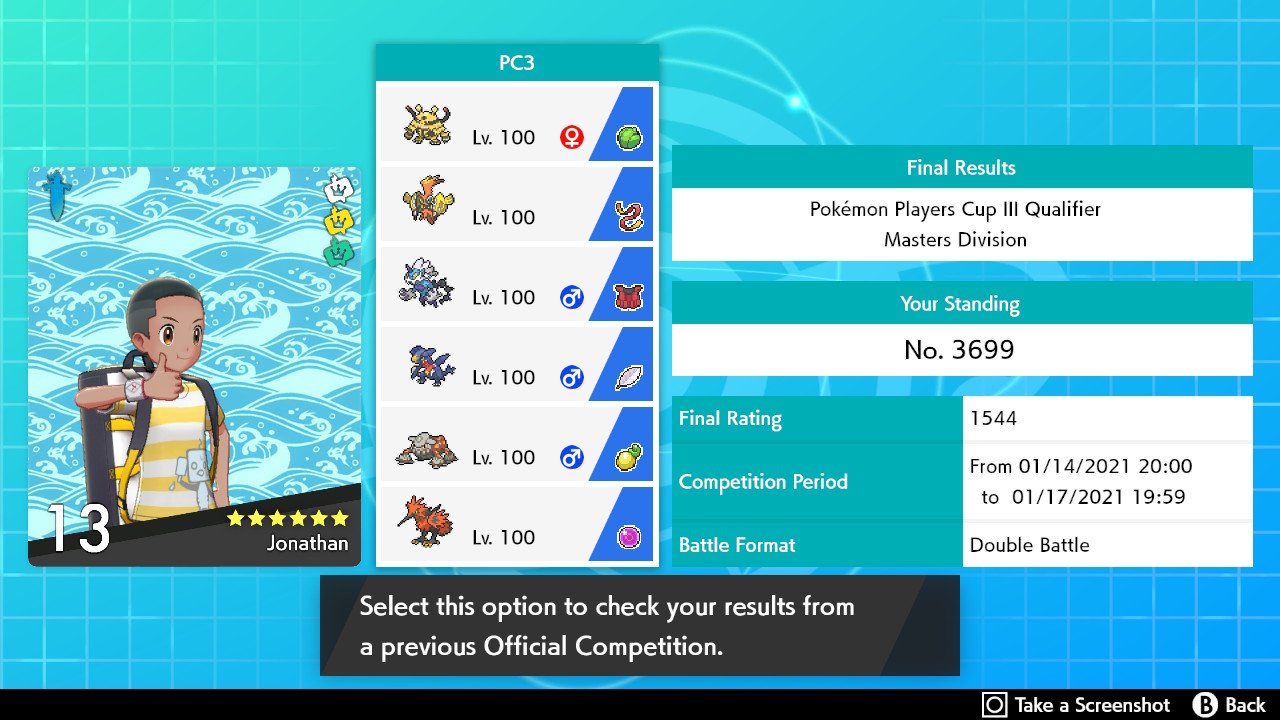 PC3
Lv. 100
Lv. 100
Lv. 100
Lv. 100
Lv. 100
Lv. 100
13
Jonathan
Final Results
Pokémon Players Cup III Qualifier
Masters Division
Your Standing
No. 3699
Final Rating
1544
Competition Period
From 01/14/2021 20:00
to 01/17/2021 19:59
Battle Format
Double Battle
Select this option to check your results from
a previous Official Competition.
Take a Screenshot
B Back